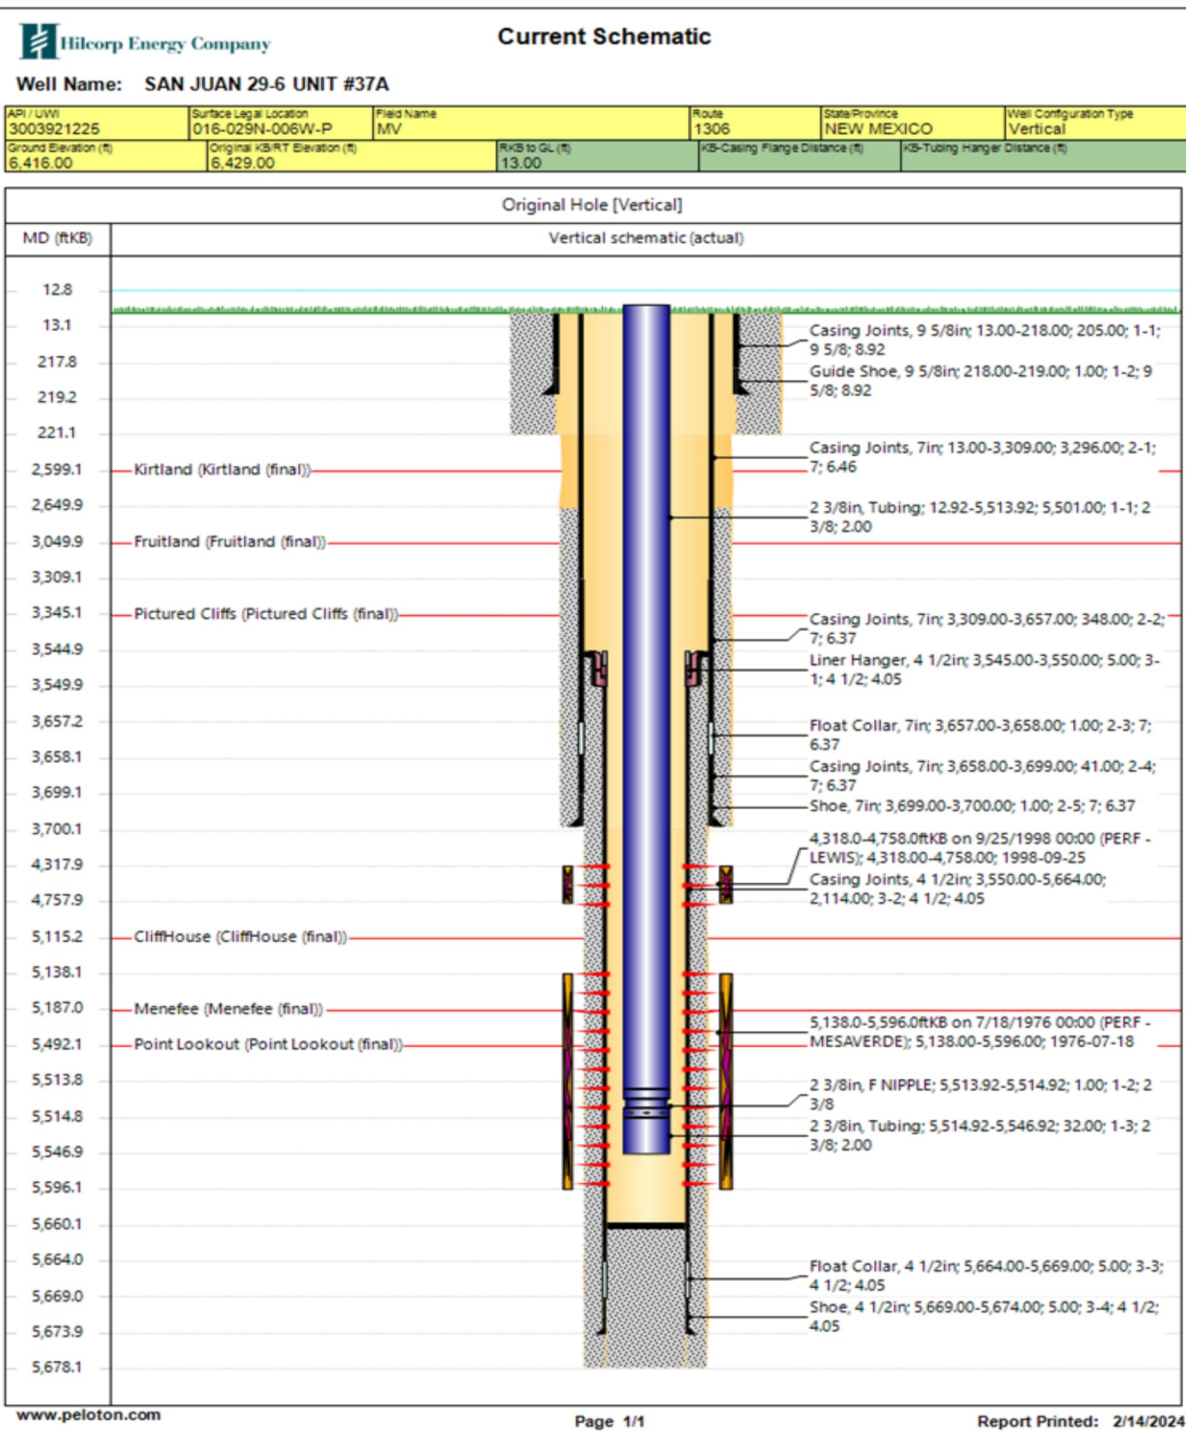 Hilcorp Energy Company
Current Schematic
Well Name: SAN JUAN 29-6 UNIT #37A
API / UWI
3003921225
Surface Legal Location
016-029N-006W-P
Field Name
MV
Route
1306
State/Province
NEW MEXICO
Well Configuration Type
Vertical
Ground Elevation (ft)
6,416.00
Original KB/RT Elevation (ft)
6,429.00
RKB to GL (ft)
13.00
KB-Casing Flange Distance (ft)
KB-Tubing Hanger Distance (ft)
Original Hole [Vertical]
MD (ftKB)
Vertical schematic (actual)
12.8
13.1
217.8
219.2
221.1
2,599.1
2,649.9
3,049.9
3,309.1
3,345.1
3,544.9
3,549.9
3,657.2
3,658.1
3,699.1
3,700.1
4,317.9
4,757.9
5,115.2
5,138.1
5,187.0
5,492.1
5,513.8
5,514.8
5,546.9
5,596.1
5,660.1
5,664.0
5,669.0
5,673.9
5,678.1
Kirtland (Kirtland (final))
Fruitland (Fruitland (final))
Pictured Cliffs (Pictured Cliffs (final))
CliffHouse (CliffHouse (final))
Menefee (Menefee (final))
Point Lookout (Point Lookout (final))
Casing Joints, 9 5/8in; 13.00-218.00; 205.00; 1-1;
9 5/8; 8.92
Guide Shoe, 9 5/8in; 218.00-219.00; 1.00; 1-2; 9
5/8; 8.92
Casing Joints, 7in; 13.00-3,309.00; 3,296.00; 2-1;
7; 6.46
2 3/8in, Tubing; 12.92-5,513.92; 5,501.00; 1-1; 2
3/8; 2.00
Casing Joints, 7in; 3,309.00-3,657.00; 348.00; 2-2;
7; 6.37
Liner Hanger, 4 1/2in; 3,545.00-3,550.00; 5.00; 3-
1; 4 1/2; 4.05
Float Collar, 7in; 3,657.00-3,658.00; 1.00; 2-3; 7;
6.37
Casing Joints, 7in; 3,658.00-3,699.00; 41.00; 2-4;
7; 6.37
Shoe, 7in; 3,699.00-3,700.00; 1.00; 2-5; 7; 6.37
4,318.0-4,758.0ftKB on 9/25/1998 00:00 (PERF -
LEWIS); 4,318.00-4,758.00; 1998-09-25
Casing Joints, 4 1/2in; 3,550.00-5,664.00;
2,114.00; 3-2; 4 1/2; 4.05
5,138.0-5,596.0ftKB on 7/18/1976 00:00 (PERF -
MESAVERDE); 5,138.00-5,596.00; 1976-07-18
2 3/8in, F NIPPLE; 5,513.92-5,514.92; 1.00; 1-2; 2
3/8
2 3/8in, Tubing; 5,514.92-5,546.92; 32.00; 1-3; 2
3/8; 2.00
Float Collar, 4 1/2in; 5,664.00-5,669.00; 5.00; 3-3;
4 1/2; 4.05
Shoe, 4 1/2in; 5,669.00-5,674.00; 5.00; 3-4; 4 1/2;
4.05
www.peloton.com
Page 1/1
Report Printed: 2/14/2024